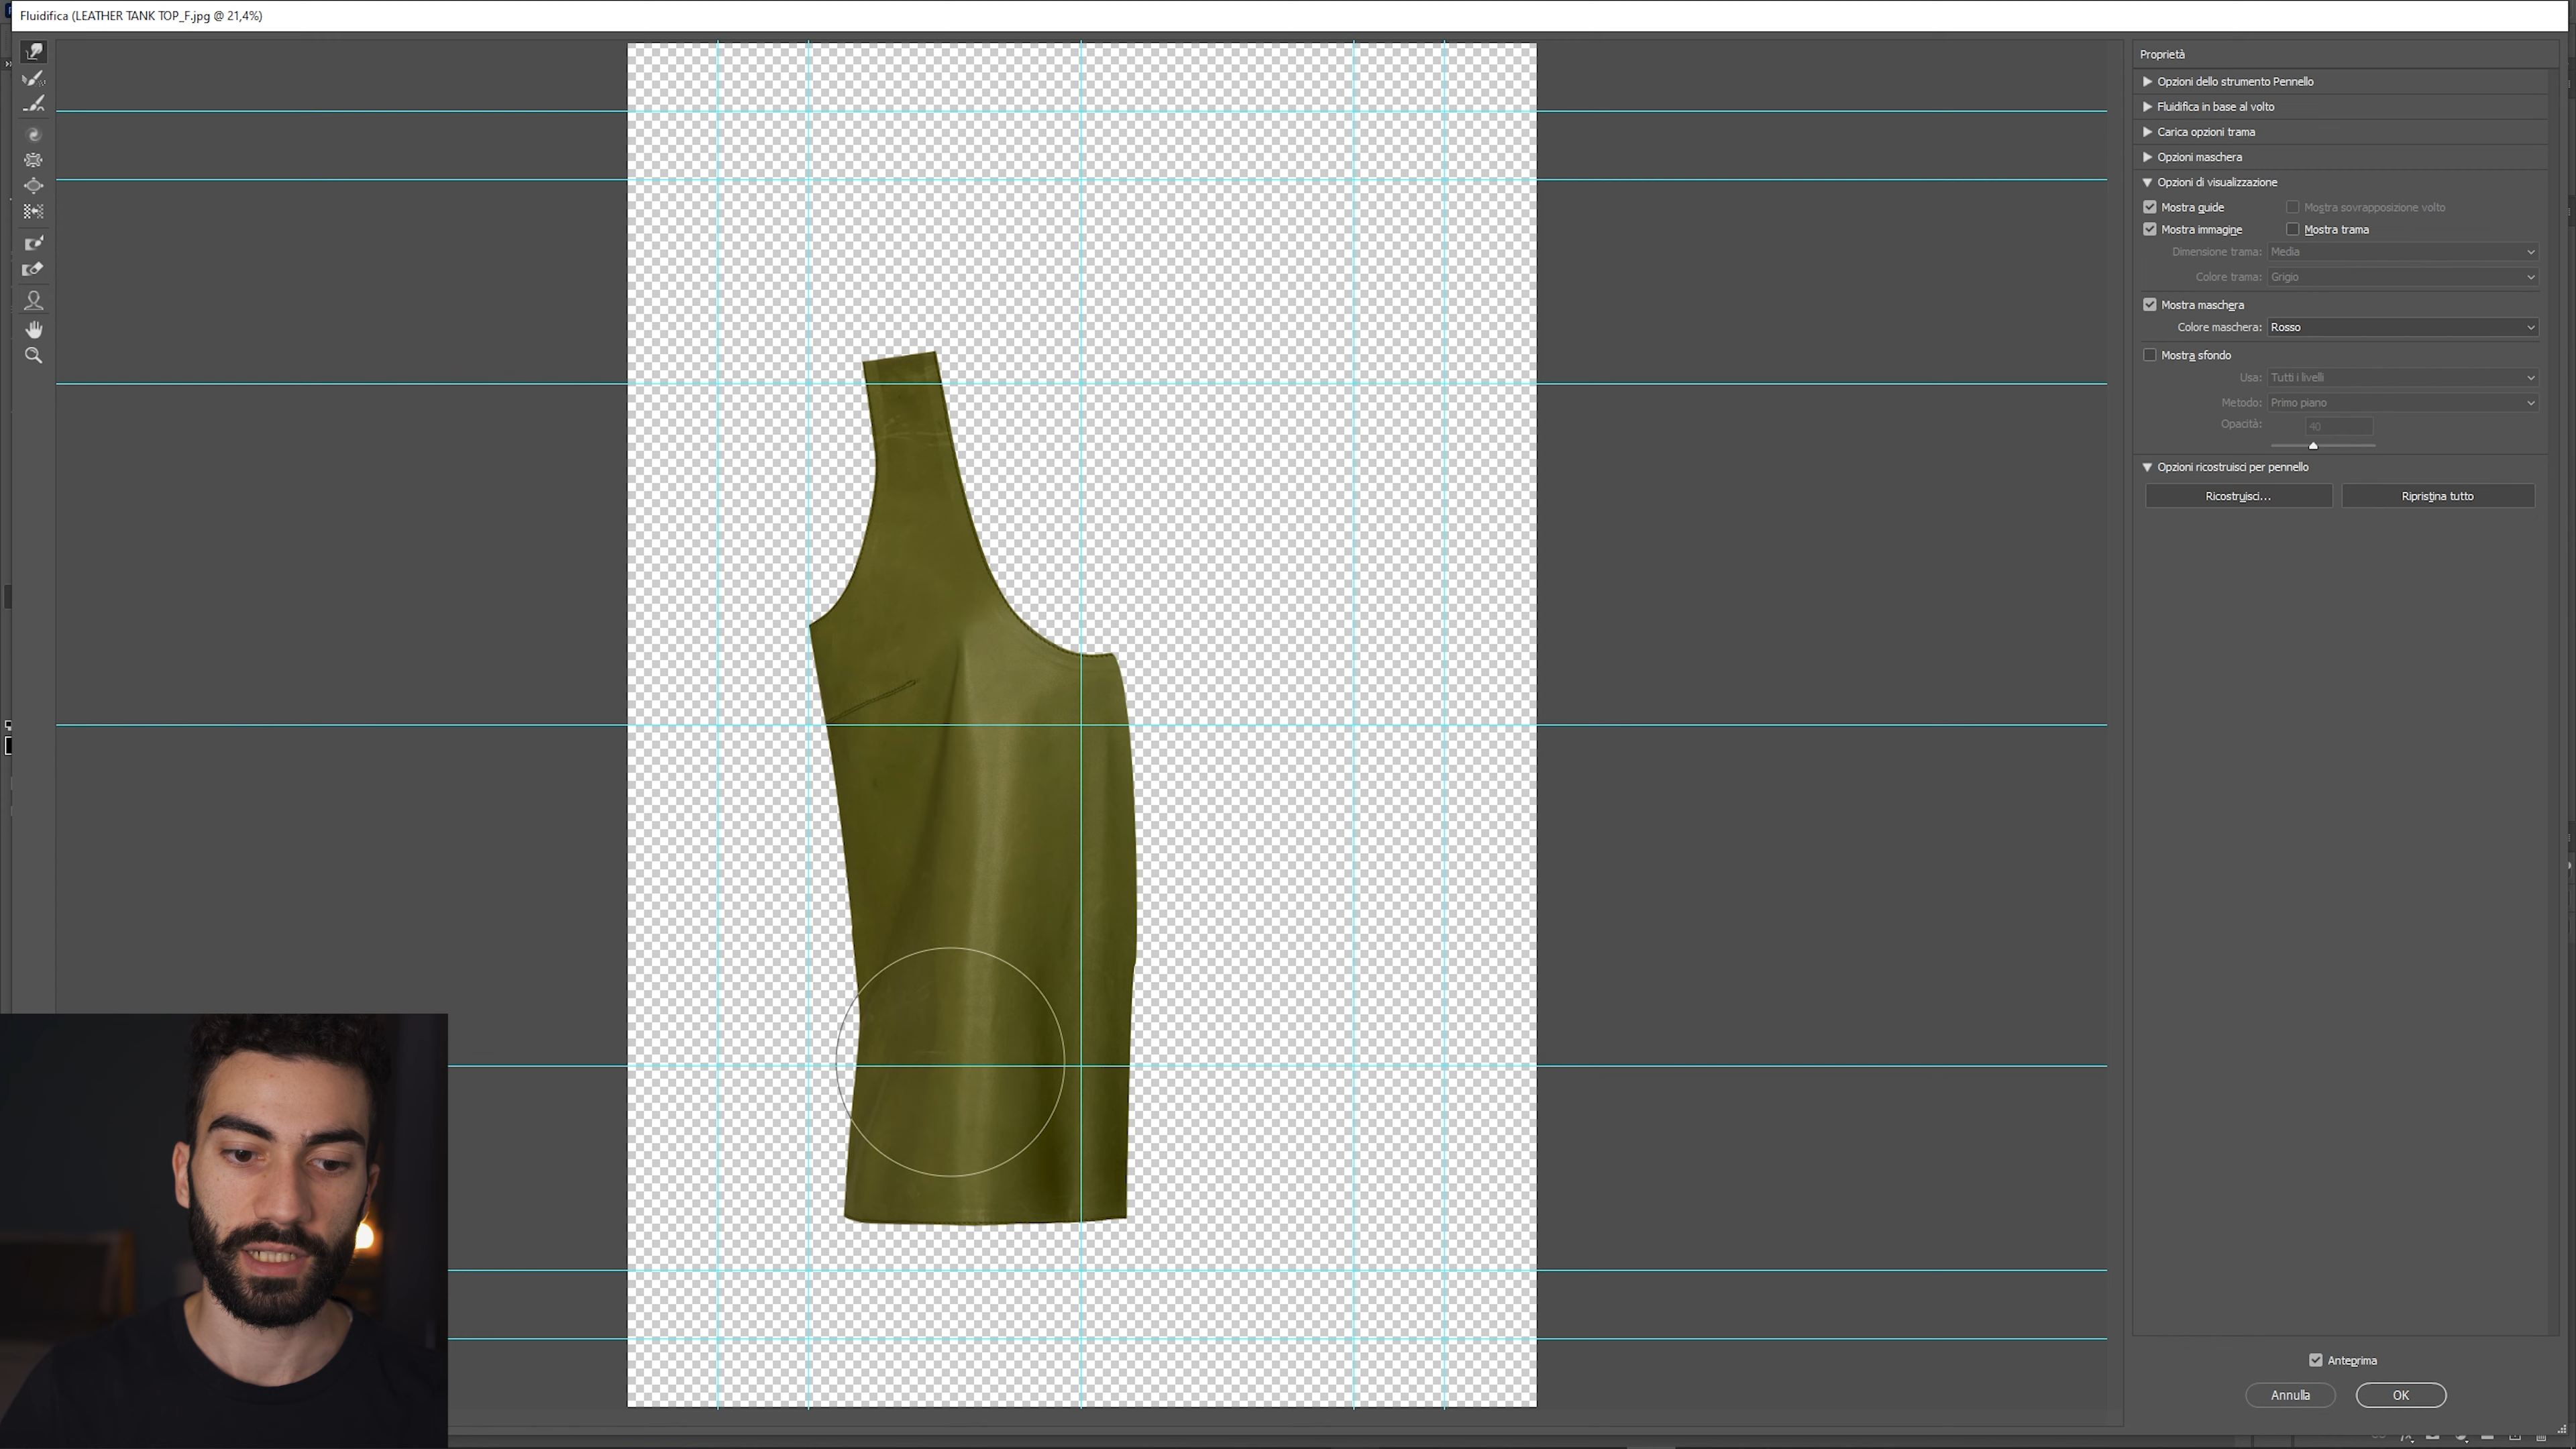 Fluidifica (LEATHER TANK TOP_F.jpg @ 21,4%)
Proprietà
Opzioni dello strumento Pennello
Fluidifica in base al volto
Carica opzioni trama
Opzioni maschera
Opzioni di visualizzazione
Mostra guide
Mostra sovrapposizione volto
Mostra immagine
Mostra trama
Dimensione trama: Media
Colore trama: Grigio
Mostra maschera
Colore maschera: Rosso
Mostra sfondo
Usa: Tutti i livelli
Metodo: Primo piano
Opacità: 40
Opzioni ricostruisci per pennello
Ricostruisci...
Ripristina tutto
Anteprima
Annulla
OK